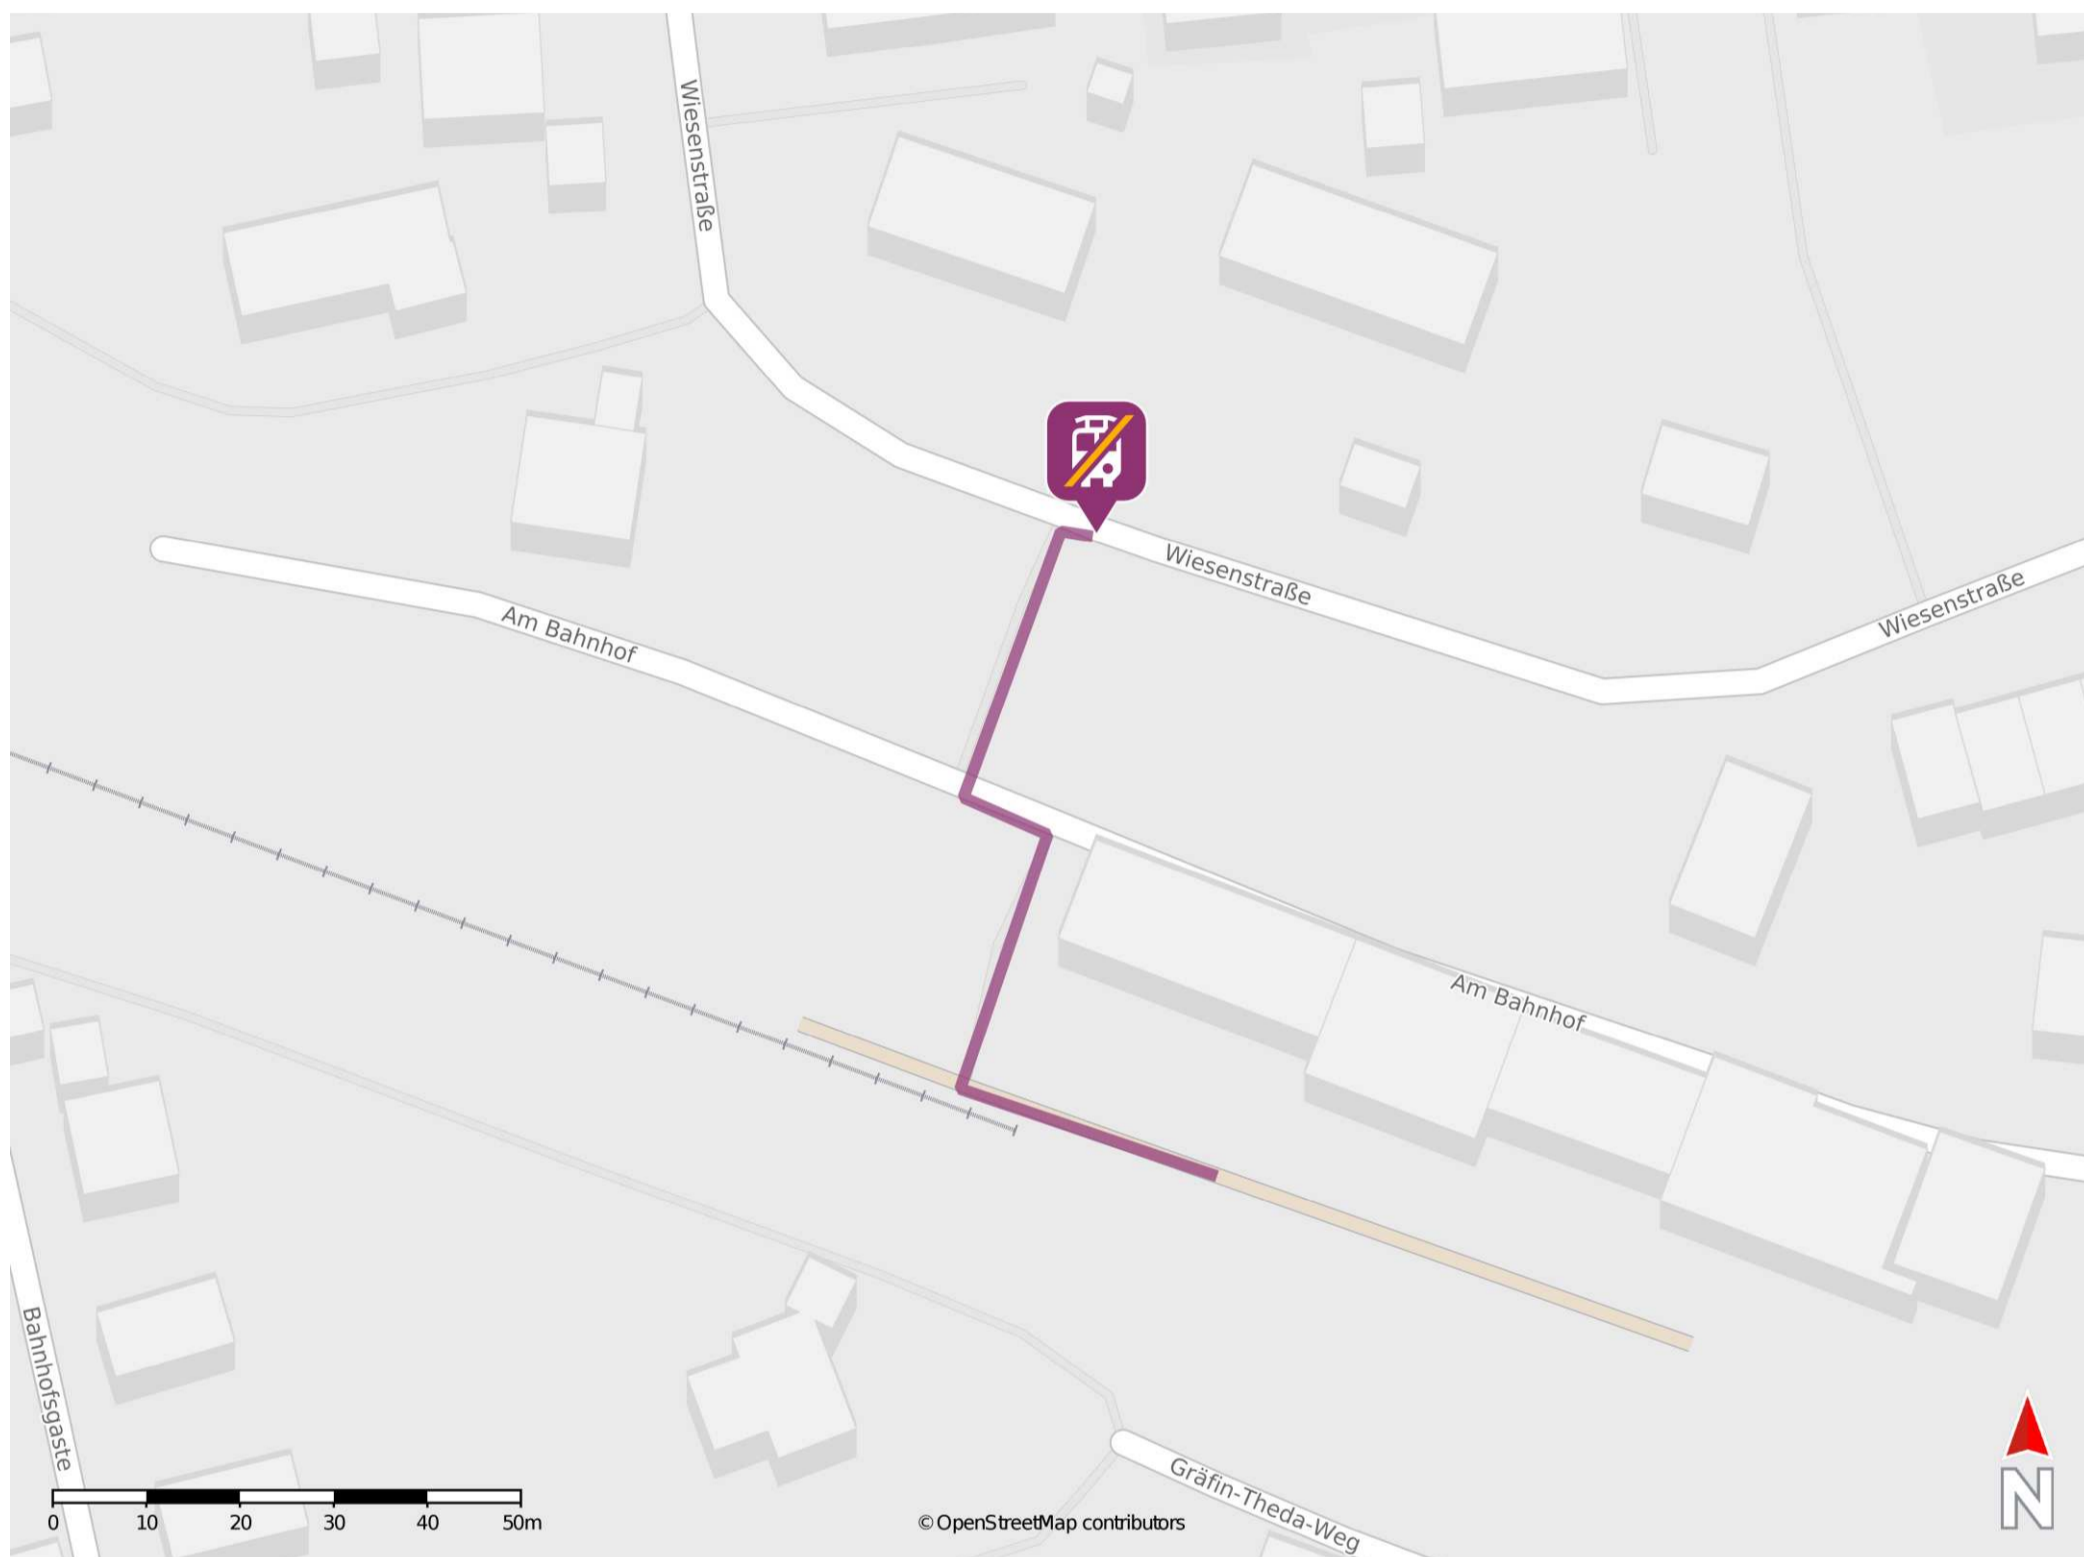 Wiesenstraße
Wiesenstraße
Wiesenstraße
Am Bahnhof
Am Bahnhof
Bahnhofsgaste
Gräfin-Theda-Weg
0 10 20 30 40 50m
© OpenStreetMap contributors
N